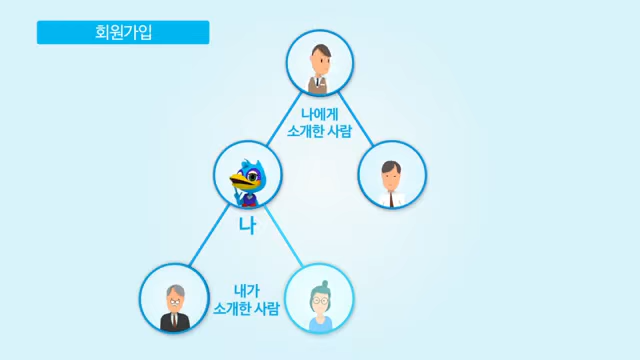 회원가입
나에게
소개한 사람
나
내가
소개한 사람